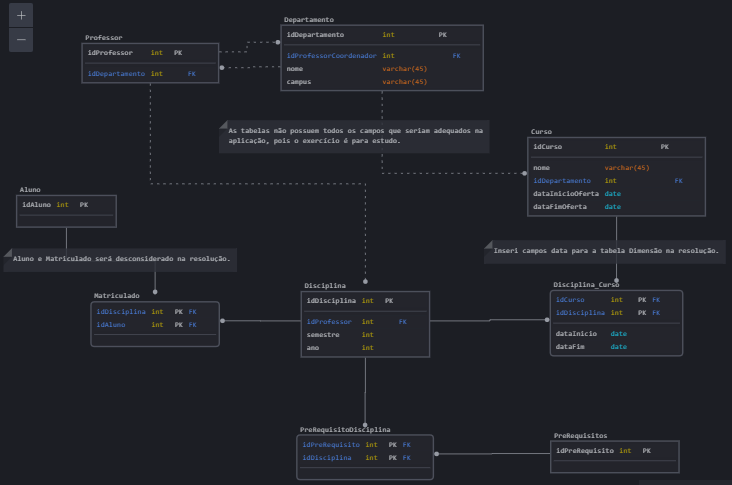 Departamento
idDepartamento int PK
idProfessorCoordenador int FK
nome varchar(45)
campus varchar(45)
Professor
idProfessor int PK
idDepartamento int FK
As tabelas não possuem todos os campos que seriam adequados na
aplicação, pois o exercício é para estudo.
Curso
idCurso int PK
nome varchar(45)
idDepartamento int FK
dataInicioOferta date
dataFimOferta date
Aluno
idAluno int PK
Aluno e Matriculado será desconsiderado na resolução.
Inseri campos data para a tabela Dimensão na resolução.
Matriculado
idDisciplina int PK FK
idAluno int PK FK
Disciplina
idDisciplina int PK
idProfessor int FK
semestre int
ano int
Disciplina_Curso
idCurso int PK FK
idDisciplina int PK FK
dataInicio date
dataFim date
PreRequisitoDisciplina
idPreRequisito int PK FK
idDisciplina int PK FK
PreRequisitos
idPreRequisito int PK